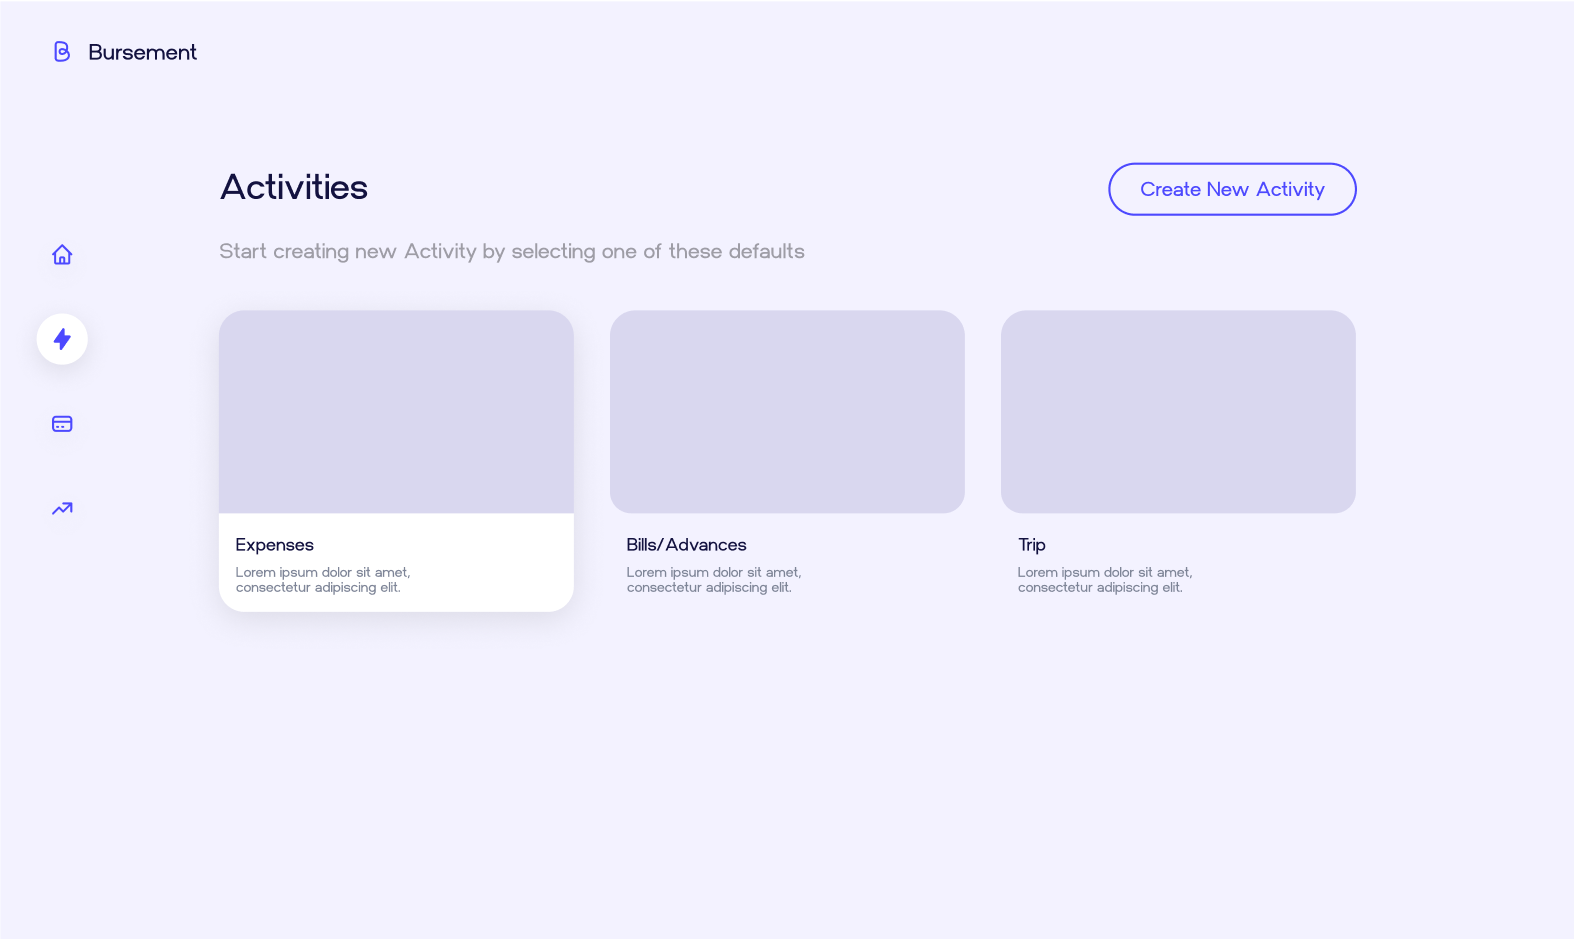 Bursement
Activities
Create New Activity
Start creating new Activity by selecting one of these defaults
Expenses
Lorem ipsum dolor sit amet,
consectetur adipiscing elit.
Bills/Advances
Lorem ipsum dolor sit amet,
consectetur adipiscing elit.
Trip
Lorem ipsum dolor sit amet,
consectetur adipiscing elit.